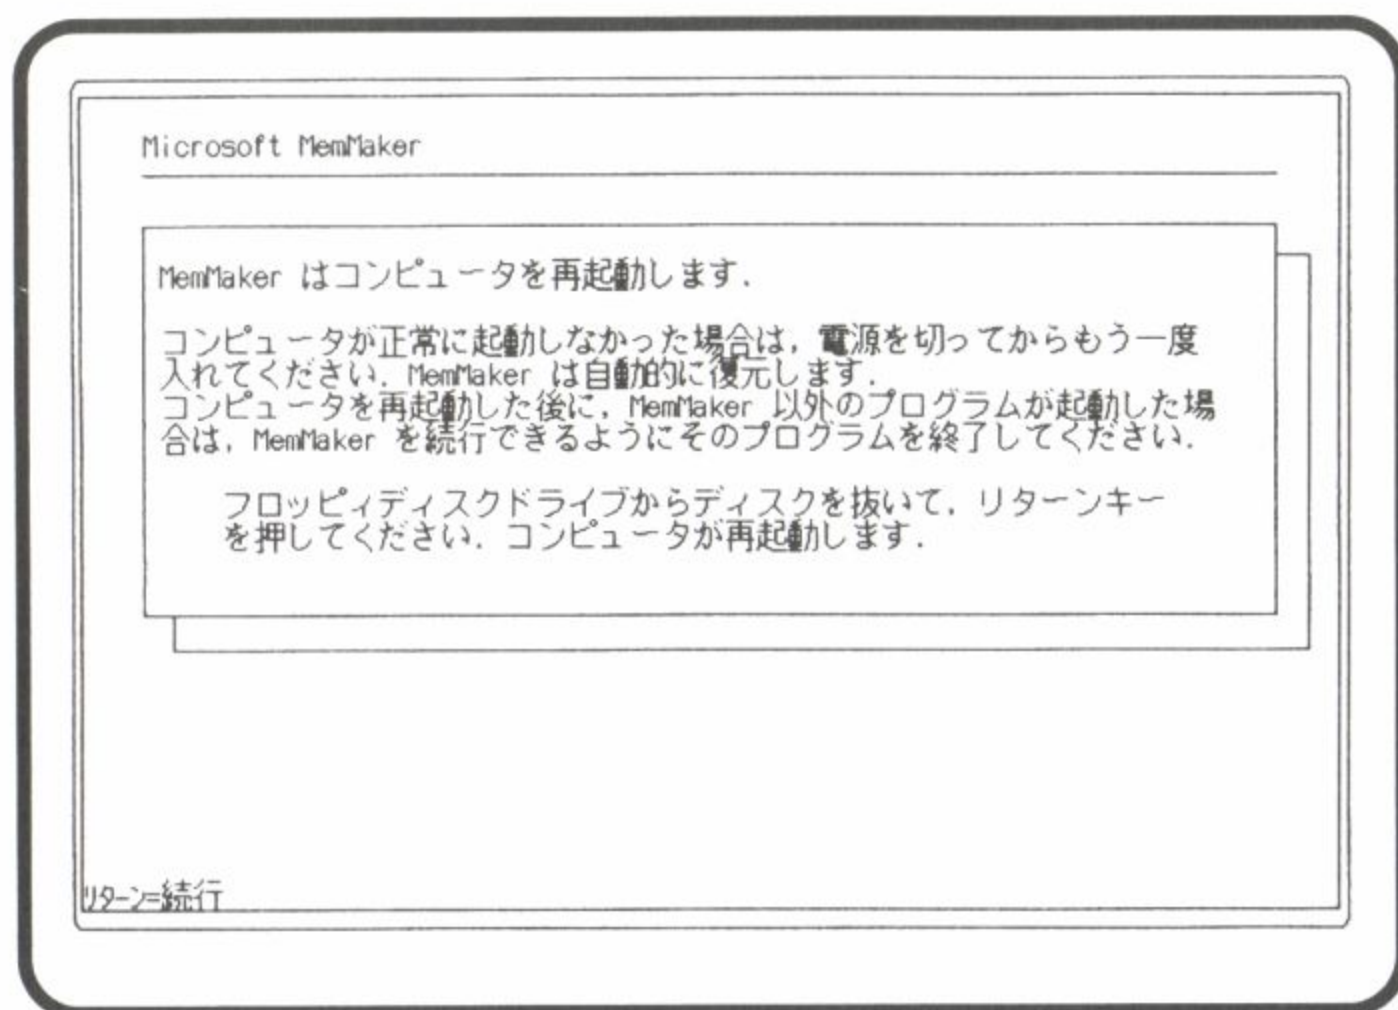 Microsoft MemMaker
MemMaker はコンピュータを再起動します.
コンピュータが正常に起動しなかった場合は, 電源を切ってからもう一度
入れてください. MemMaker は自動的に復元します.
コンピュータを再起動した後に, MemMaker 以外のプログラムが起動した場
合は, MemMaker を続行できるようにそのプログラムを終了してください.
フロッピィディスクドライブからディスクを抜いて, リターンキー
を押してください. コンピュータが再起動します.
リターン=続行